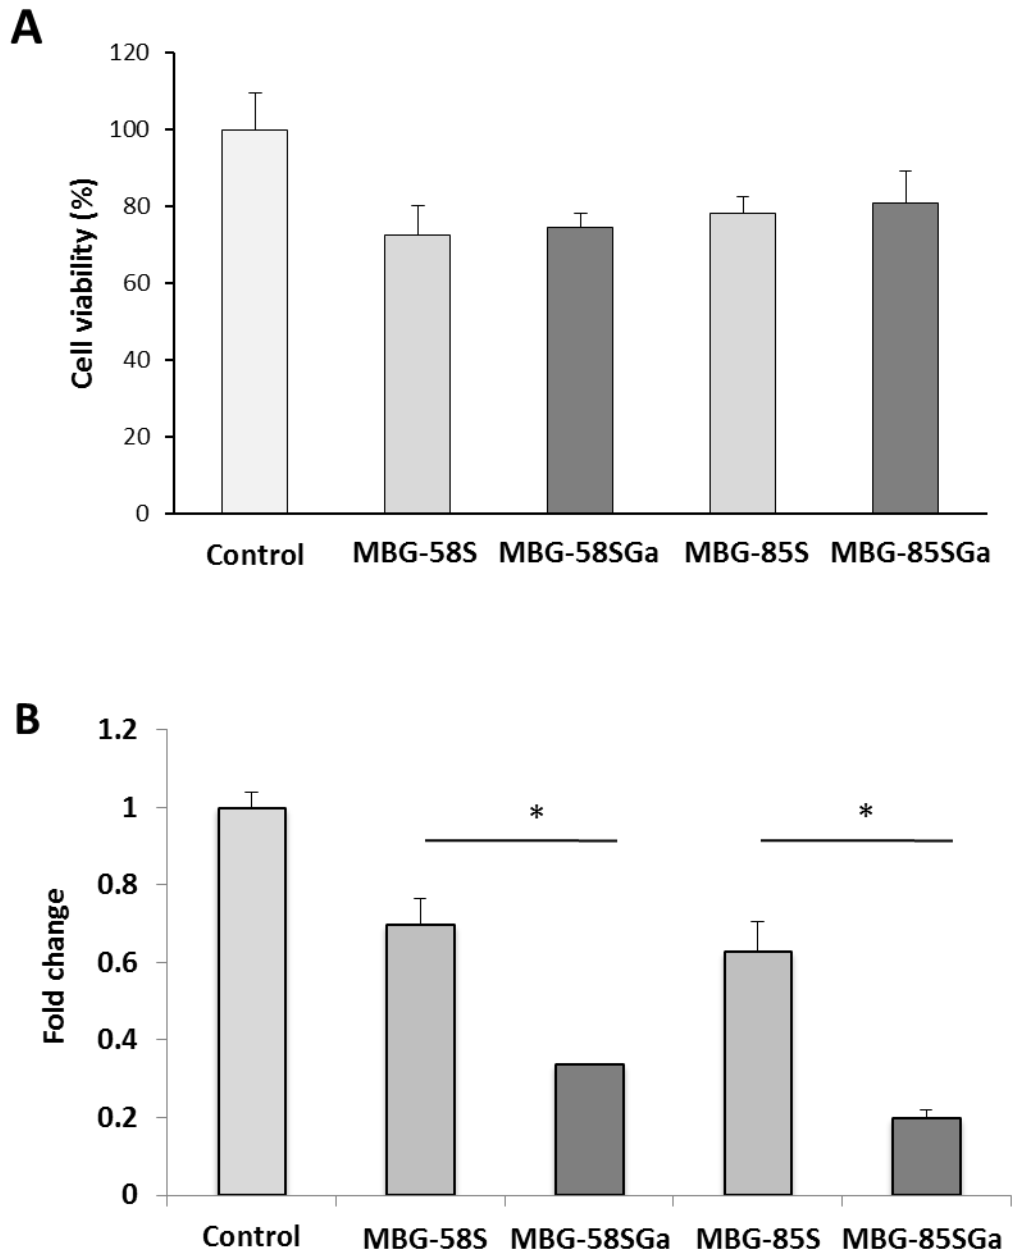 A
120
100
80
60
40
20
0
Cell viability (%)
Control MBG-58S MBG-58SGa MBG-85S MBG-85SGa
B
1.2
1
0.8
0.6
0.4
0.2
0
Fold change
* *
Control MBG-58S MBG-58SGa MBG-85S MBG-85SGa